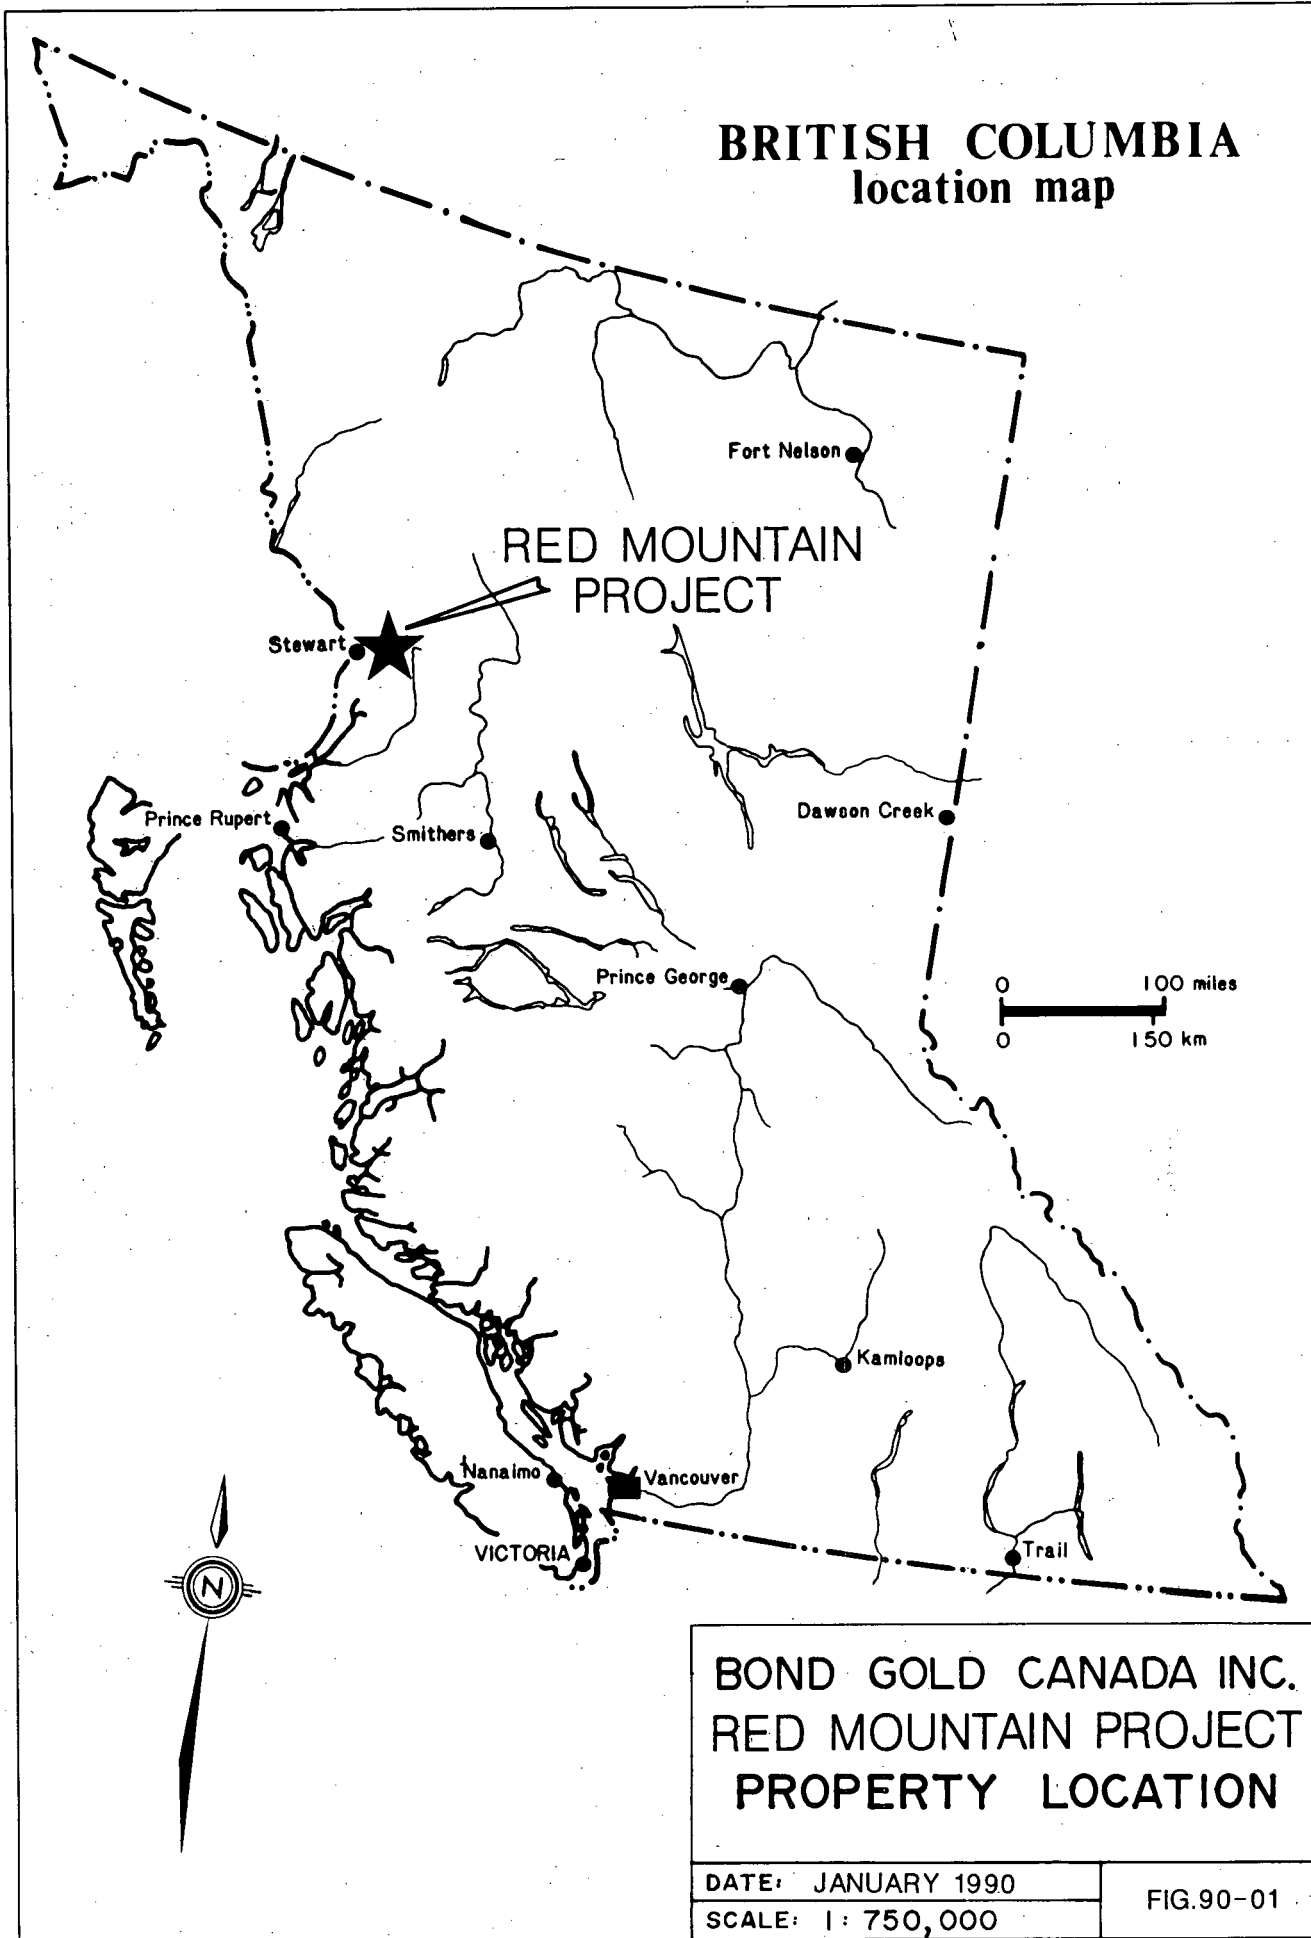 BRITISH COLUMBIA
location map
Fort Nelson
RED MOUNTAIN
PROJECT
Stewart
Prince Rupert
Smithers
Dawson Creek
Prince George
0 100 miles
0 150 km
Kamloops
Nanaimo
Vancouver
VICTORIA
Trail
N
BOND GOLD CANADA INC.
RED MOUNTAIN PROJECT
PROPERTY LOCATION
DATE: JANUARY 1990
FIG.90-01
SCALE: 1: 750,000